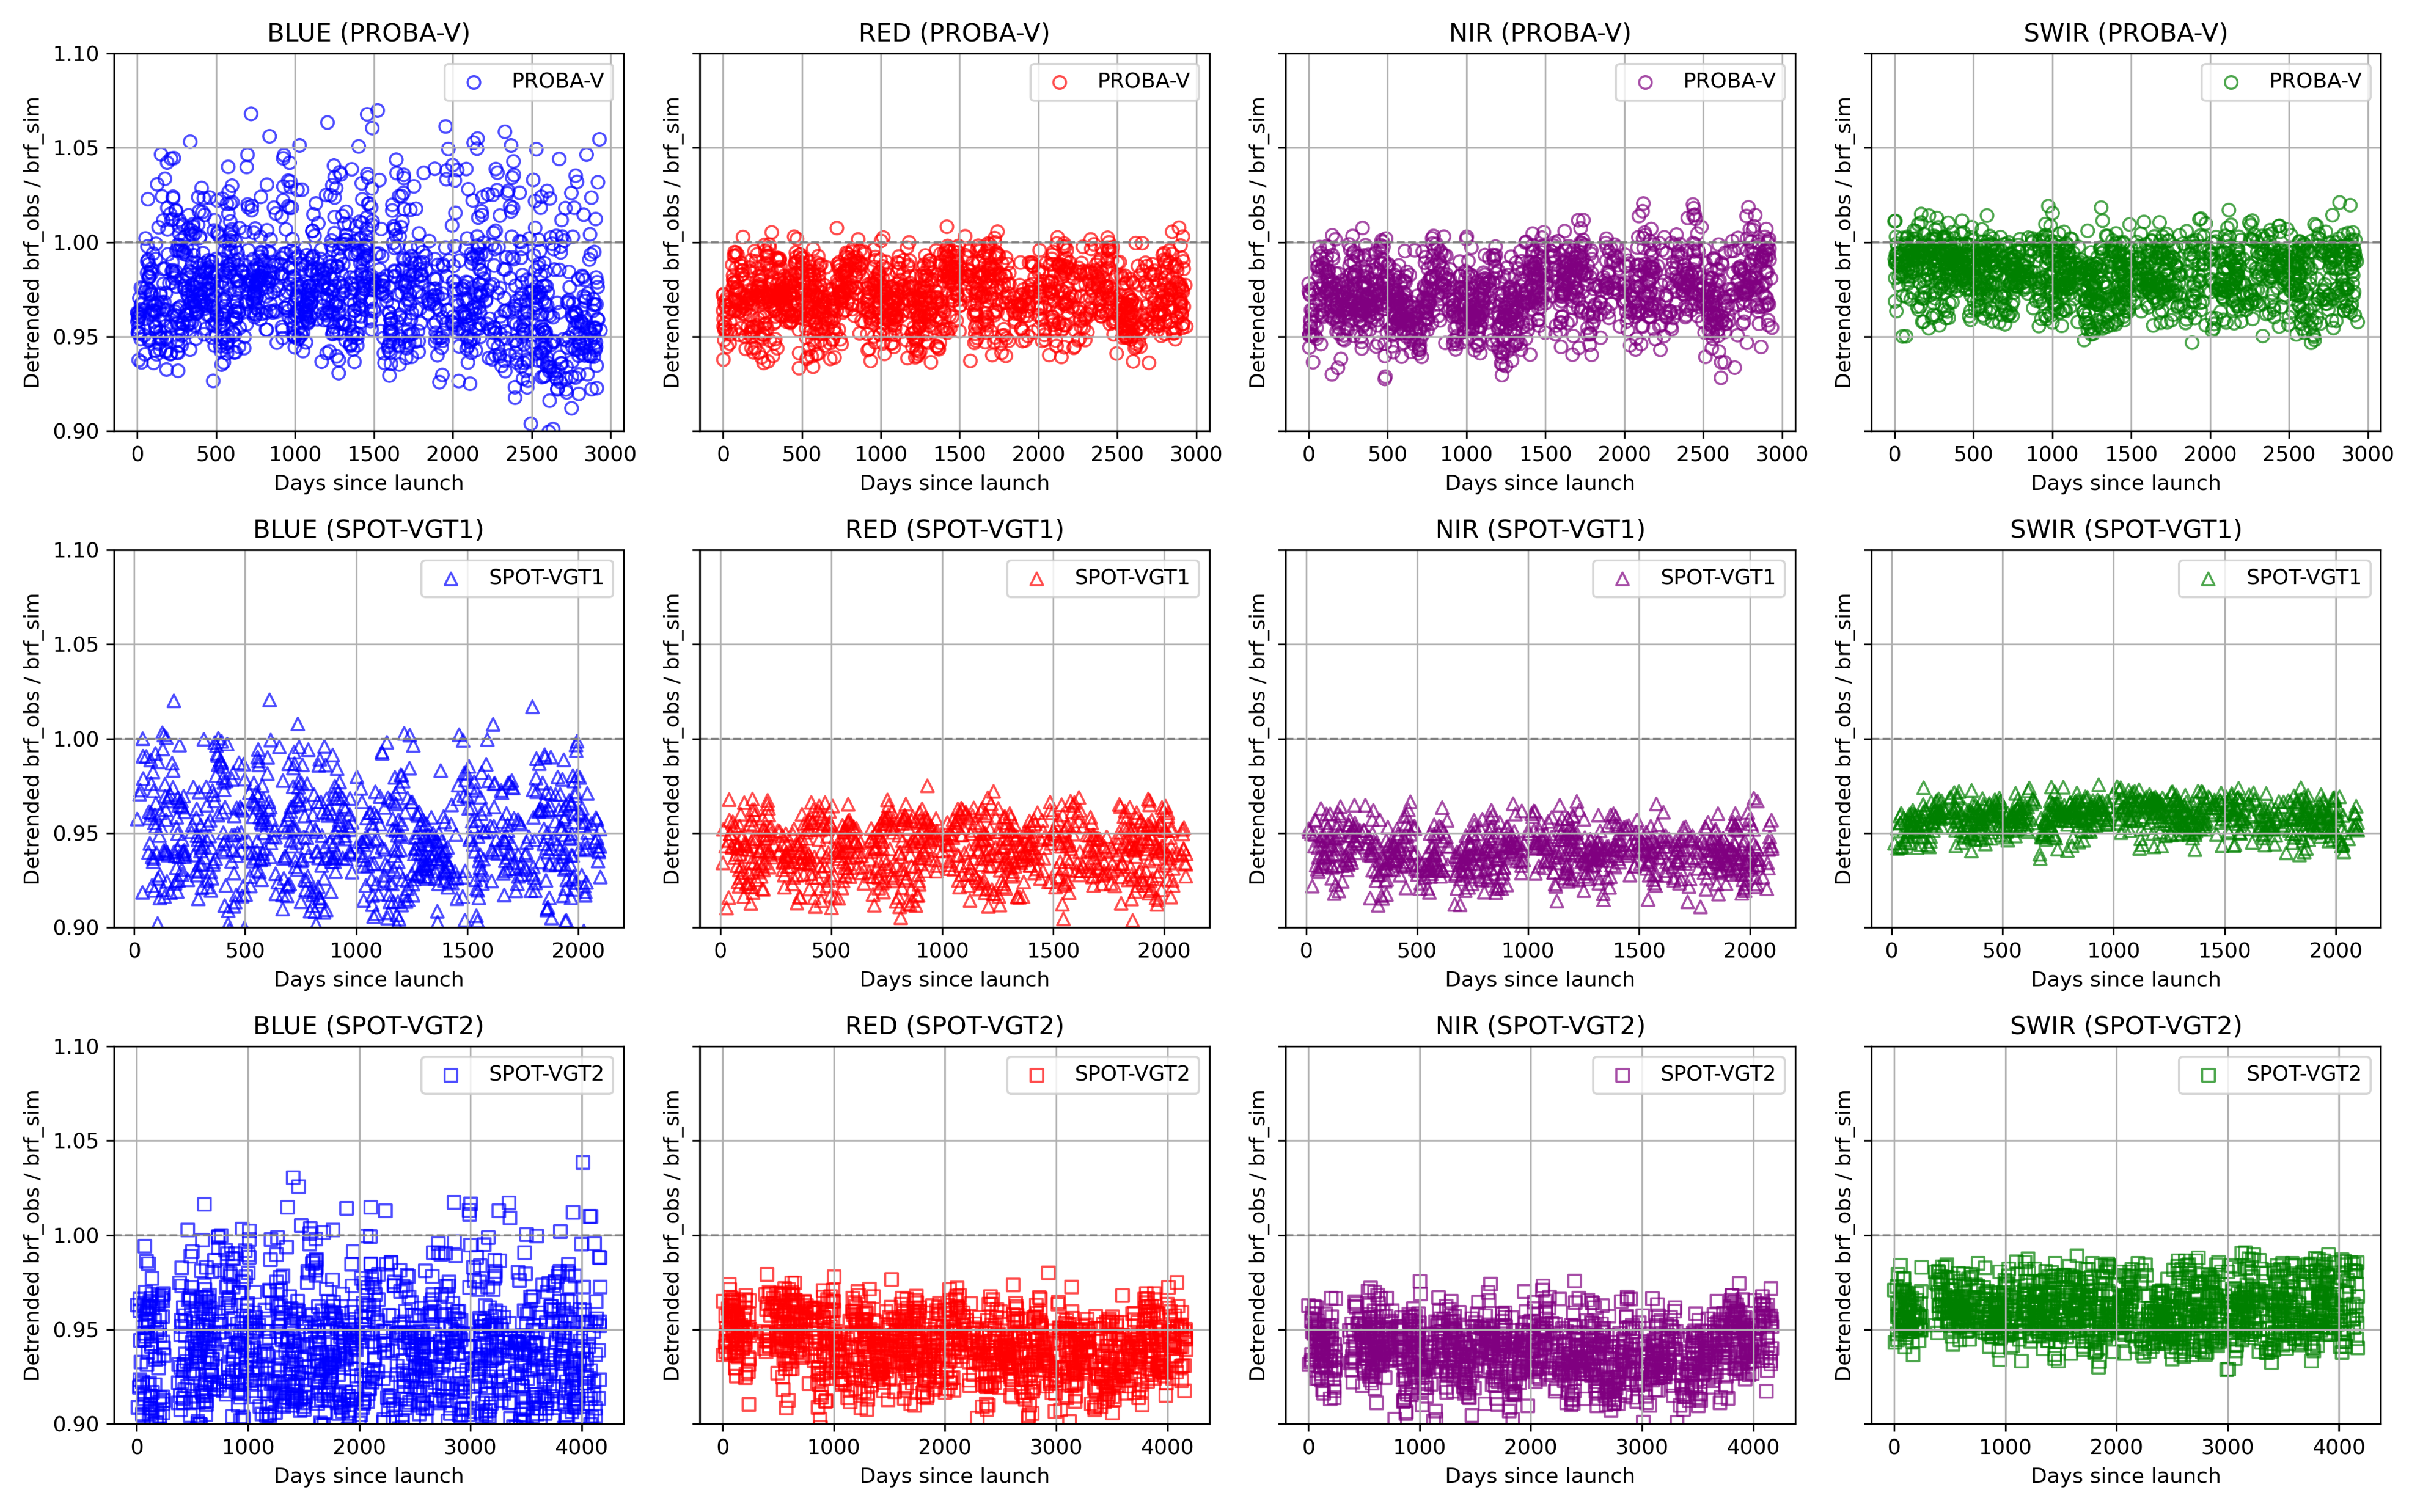 BLUE (PROBA-V) RED (PROBA-V) NIR (PROBA-V) SWIR (PROBA-V)
1.10
PROBA-V PROBA-V PROBA-V PROBA-V
1.05
1.00
0.95
0.90
Detrended brf_obs / brf_sim Detrended brf_obs / brf_sim Detrended brf_obs / brf_sim Detrended brf_obs / brf_sim
0 500 1000 1500 2000 2500 3000 0 500 1000 1500 2000 2500 3000 0 500 1000 1500 2000 2500 3000 0 500 1000 1500 2000 2500 3000
Days since launch Days since launch Days since launch Days since launch
BLUE (SPOT-VGT1) RED (SPOT-VGT1) NIR (SPOT-VGT1) SWIR (SPOT-VGT1)
1.10
SPOT-VGT1 SPOT-VGT1 SPOT-VGT1 SPOT-VGT1
1.05
1.00
0.95
0.90
Detrended brf_obs / brf_sim Detrended brf_obs / brf_sim Detrended brf_obs / brf_sim Detrended brf_obs / brf_sim
0 500 1000 1500 2000 0 500 1000 1500 2000 0 500 1000 1500 2000 0 500 1000 1500 2000
Days since launch Days since launch Days since launch Days since launch
BLUE (SPOT-VGT2) RED (SPOT-VGT2) NIR (SPOT-VGT2) SWIR (SPOT-VGT2)
1.10
SPOT-VGT2 SPOT-VGT2 SPOT-VGT2 SPOT-VGT2
1.05
1.00
0.95
0.90
Detrended brf_obs / brf_sim Detrended brf_obs / brf_sim Detrended brf_obs / brf_sim Detrended brf_obs / brf_sim
0 1000 2000 3000 4000 0 1000 2000 3000 4000 0 1000 2000 3000 4000 0 1000 2000 3000 4000
Days since launch Days since launch Days since launch Days since launch